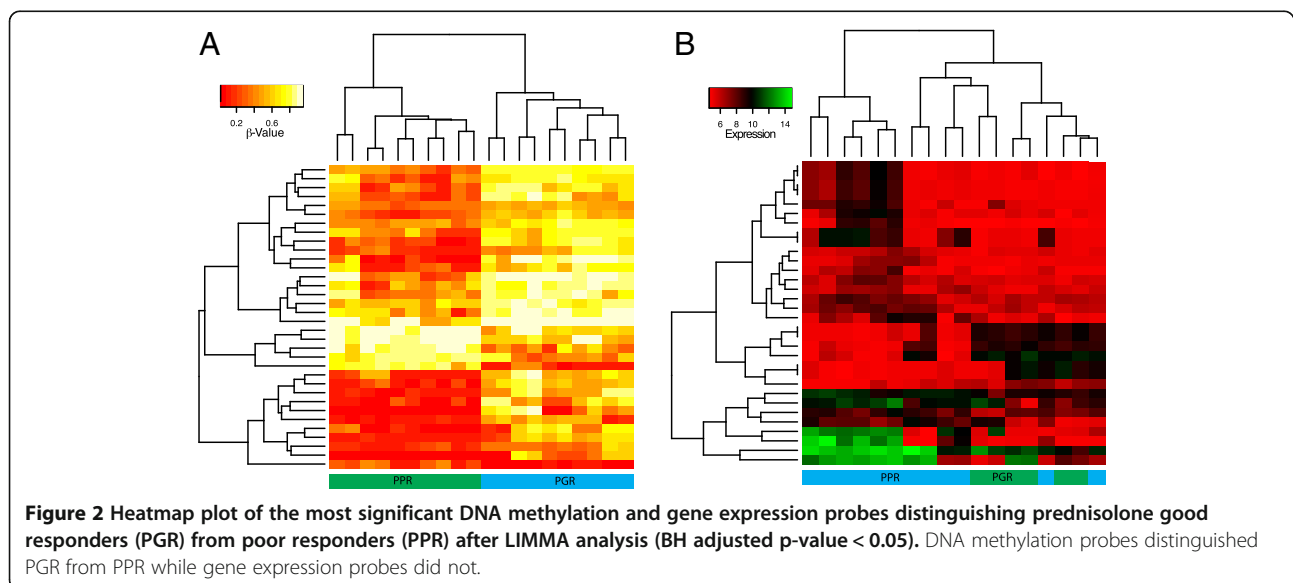 A
B
0.2 0.6
β-Value
6 8 10 14
Expression
PPR PGR
PPR PGR
Figure 2 Heatmap plot of the most significant DNA methylation and gene expression probes distinguishing prednisolone good
responders (PGR) from poor responders (PPR) after LIMMA analysis (BH adjusted p-value < 0.05). DNA methylation probes distinguished
PGR from PPR while gene expression probes did not.